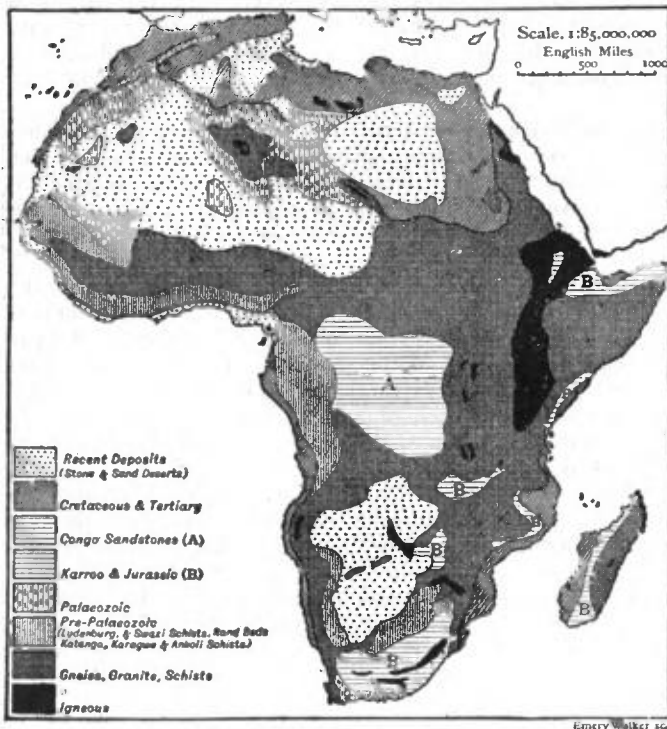 Scale, 1:85,000,000
English Miles
0 500 1000
B
A
B
B
B
B
B
Recent Deposits
(Stone & Sand Deserts)
Cretaceous & Tertiary
Congo Sandstones (A)
Karroo & Jurassic (B)
Palaeozoic
Pre-Palaeozoic
(Lydenburg, & Swazi Schists, Rand Beds
Katanga, Karagwe & Ankoli Schists)
Gneiss, Granite, Schists
Igneous
Emery Walker sc.